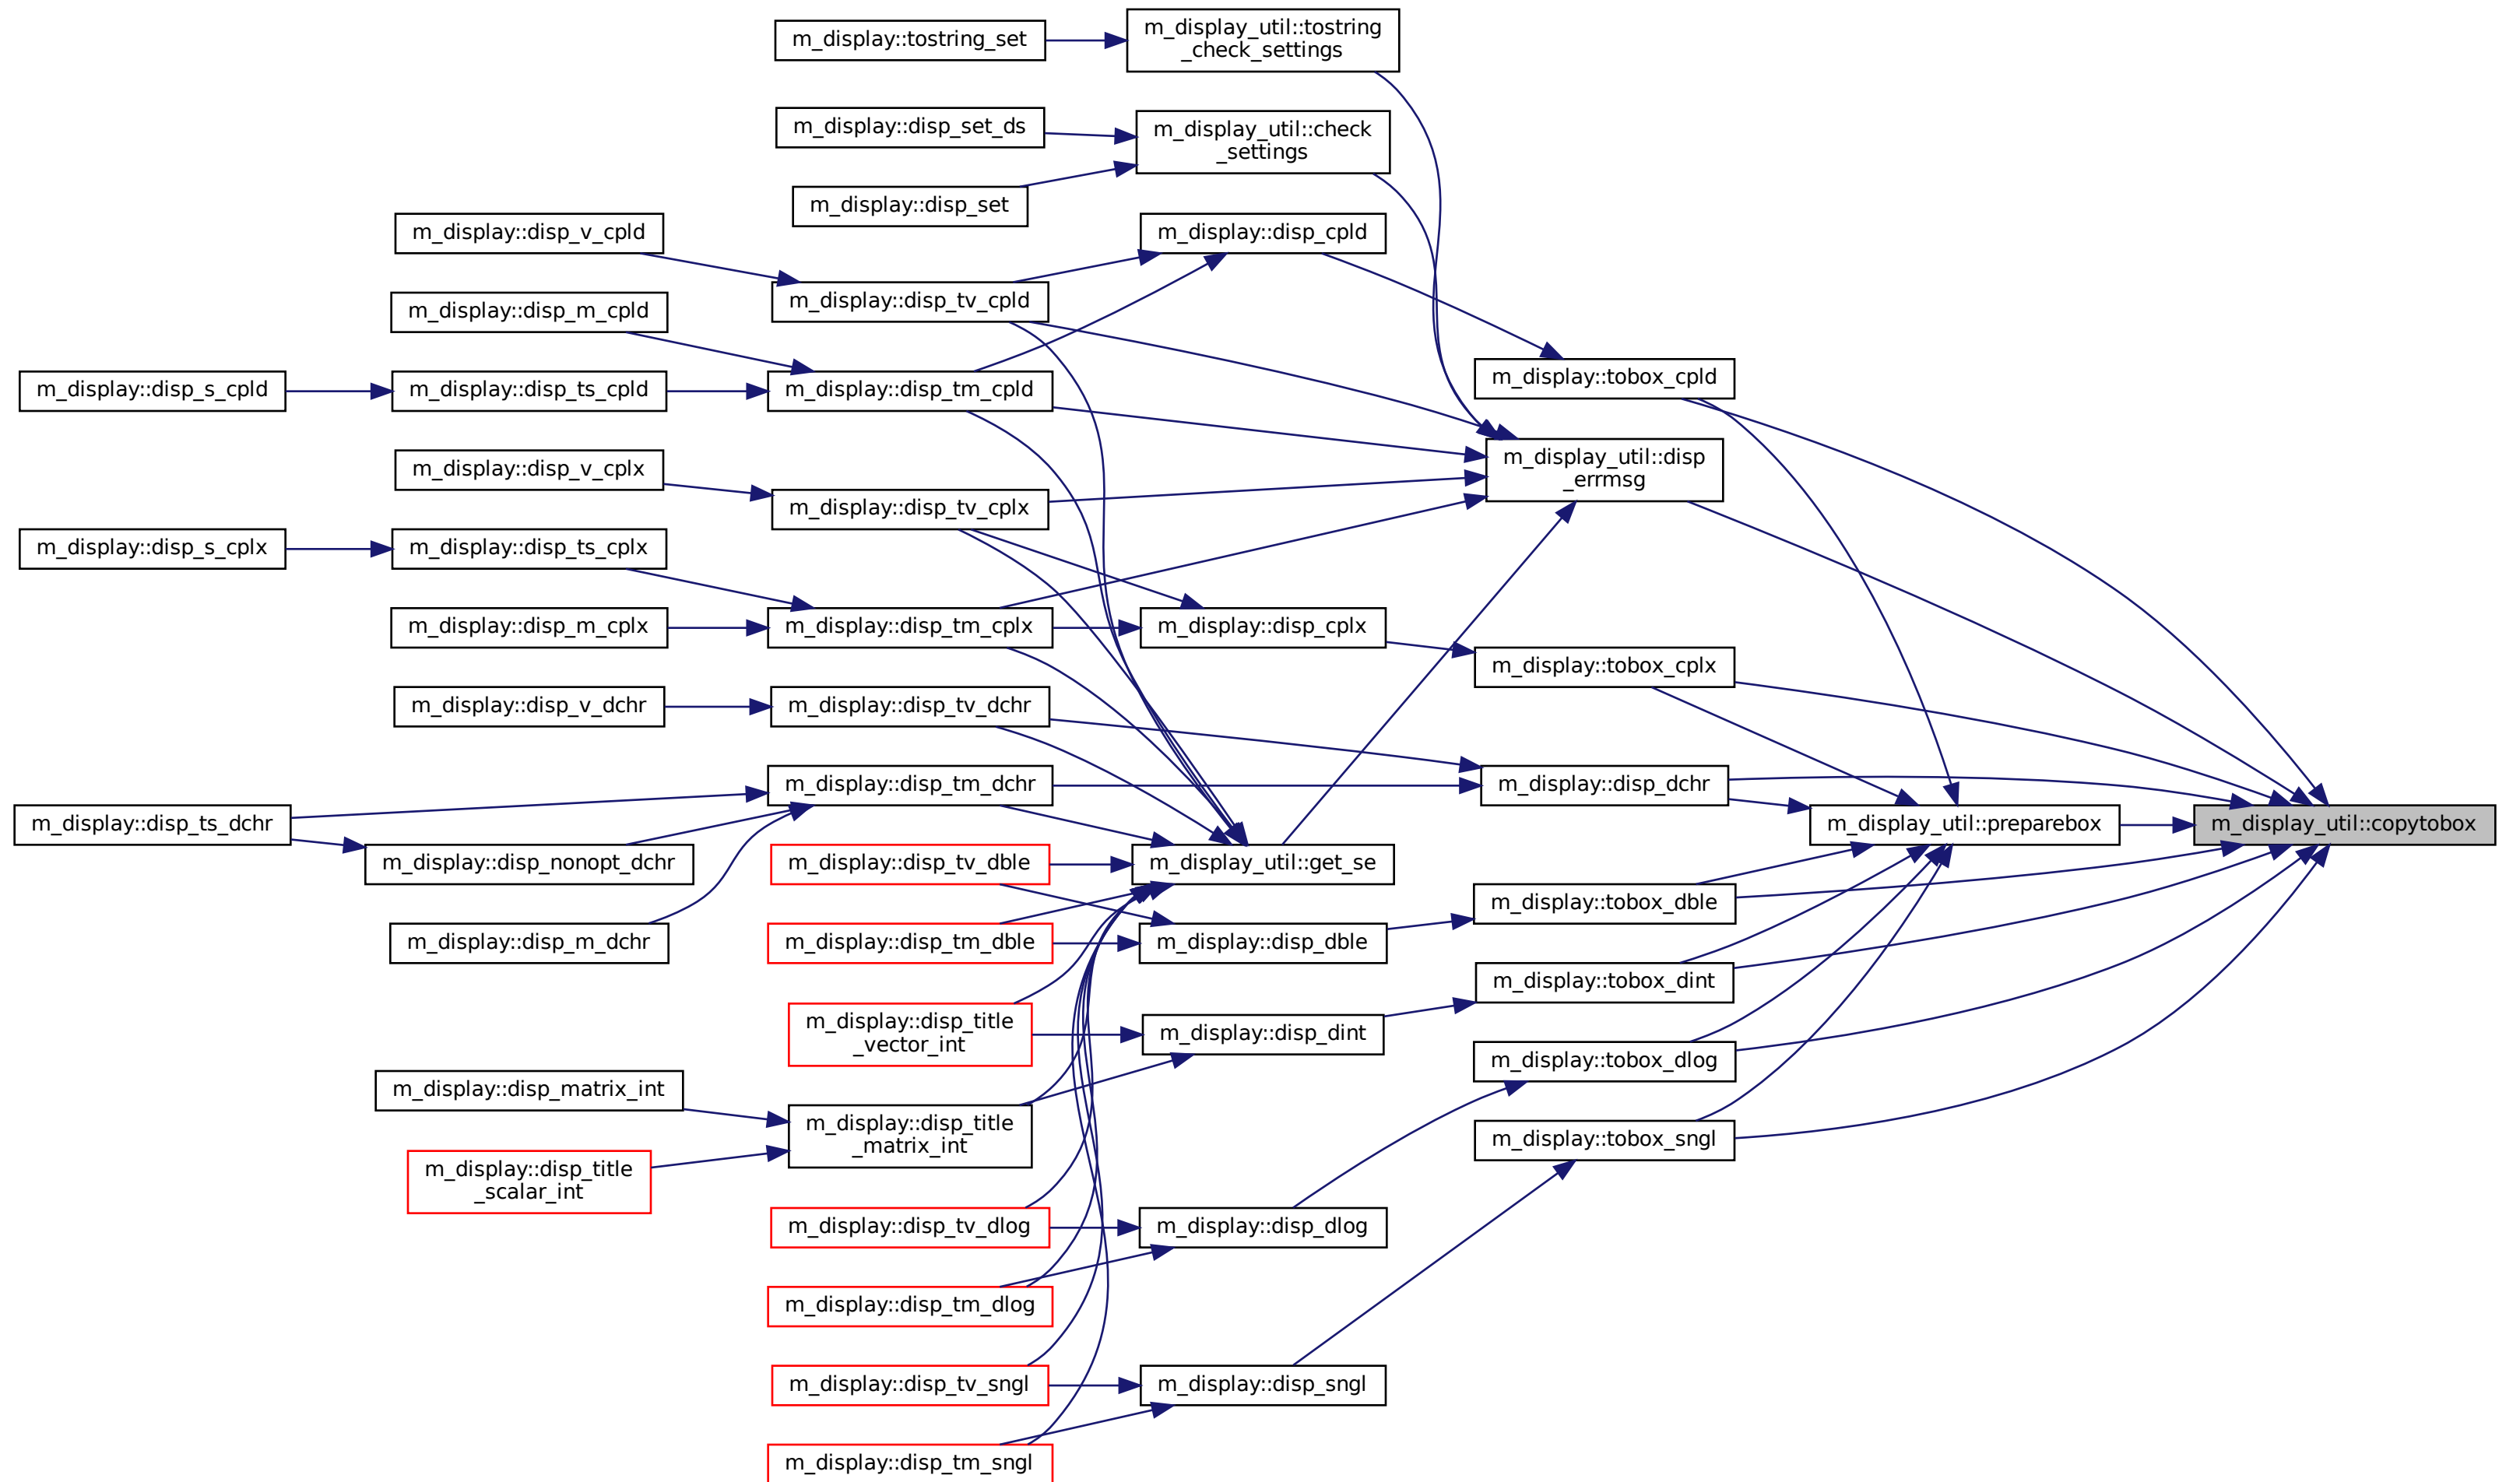 m_display::tostring_set
m_display_util::tostring
_check_settings
m_display::disp_set_ds
m_display_util::check
_settings
m_display::disp_set
m_display::disp_v_cpld
m_display::disp_cpld
m_display::disp_tv_cpld
m_display::disp_m_cpld
m_display::disp_s_cpld
m_display::disp_ts_cpld
m_display::disp_tm_cpld
m_display::tobox_cpld
m_display::disp_v_cplx
m_display::disp_tv_cplx
m_display_util::disp
_errmsg
m_display::disp_s_cplx
m_display::disp_ts_cplx
m_display::disp_m_cplx
m_display::disp_tm_cplx
m_display::disp_cplx
m_display::tobox_cplx
m_display::disp_v_dchr
m_display::disp_tv_dchr
m_display::disp_tm_dchr
m_display::disp_dchr
m_display::disp_ts_dchr
m_display_util::preparebox
m_display_util::copytobox
m_display::disp_nonopt_dchr
m_display::disp_tv_dble
m_display_util::get_se
m_display::tobox_dble
m_display::disp_m_dchr
m_display::disp_tm_dble
m_display::disp_dble
m_display::tobox_dint
m_display::disp_title
_vector_int
m_display::disp_dint
m_display::tobox_dlog
m_display::disp_matrix_int
m_display::disp_title
_matrix_int
m_display::tobox_sngl
m_display::disp_title
_scalar_int
m_display::disp_tv_dlog
m_display::disp_dlog
m_display::disp_tm_dlog
m_display::disp_tv_sngl
m_display::disp_sngl
m_display::disp_tm_sngl